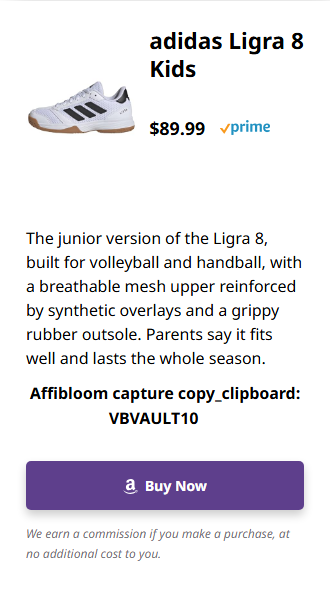 adidas Ligra 8
Kids
$89.99 prime
The junior version of the Ligra 8,
built for volleyball and handball, with
a breathable mesh upper reinforced
by synthetic overlays and a grippy
rubber outsole. Parents say it fits
well and lasts the whole season.
Affibloom capture copy_clipboard:
VBVAULT10
Buy Now
We earn a commission if you make a purchase, at
no additional cost to you.